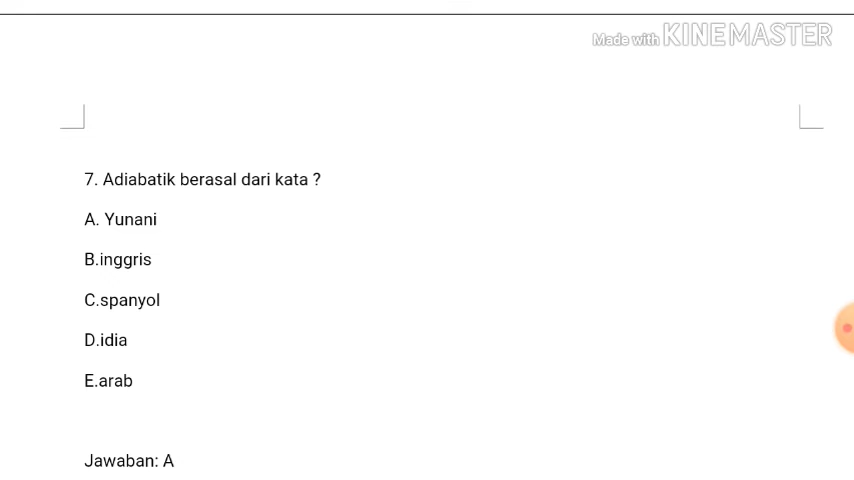 Made with KINEMASTER
7. Adiabatik berasal dari kata ?
A. Yunani
B.inggris
C.spanyol
D.idia
E.arab
Jawaban: A